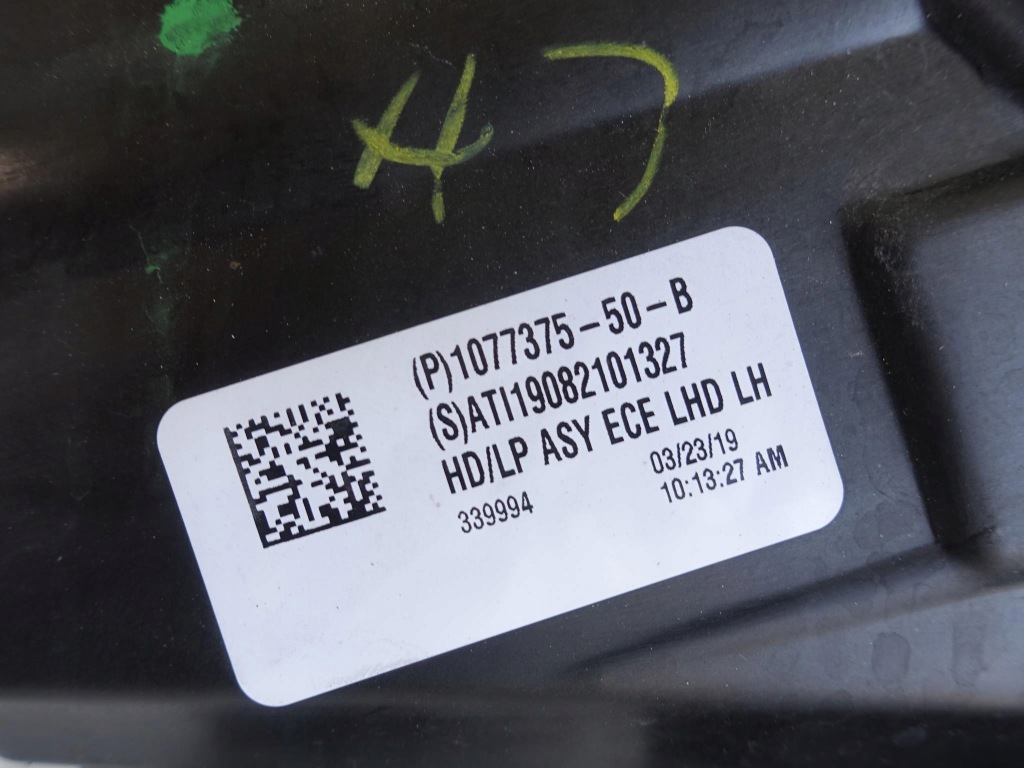 H7
(P)1077375-50-B
(S)ATI19082101327
HD/LP ASY ECE LHD LH
339994
03/23/19
10:13:27 AM